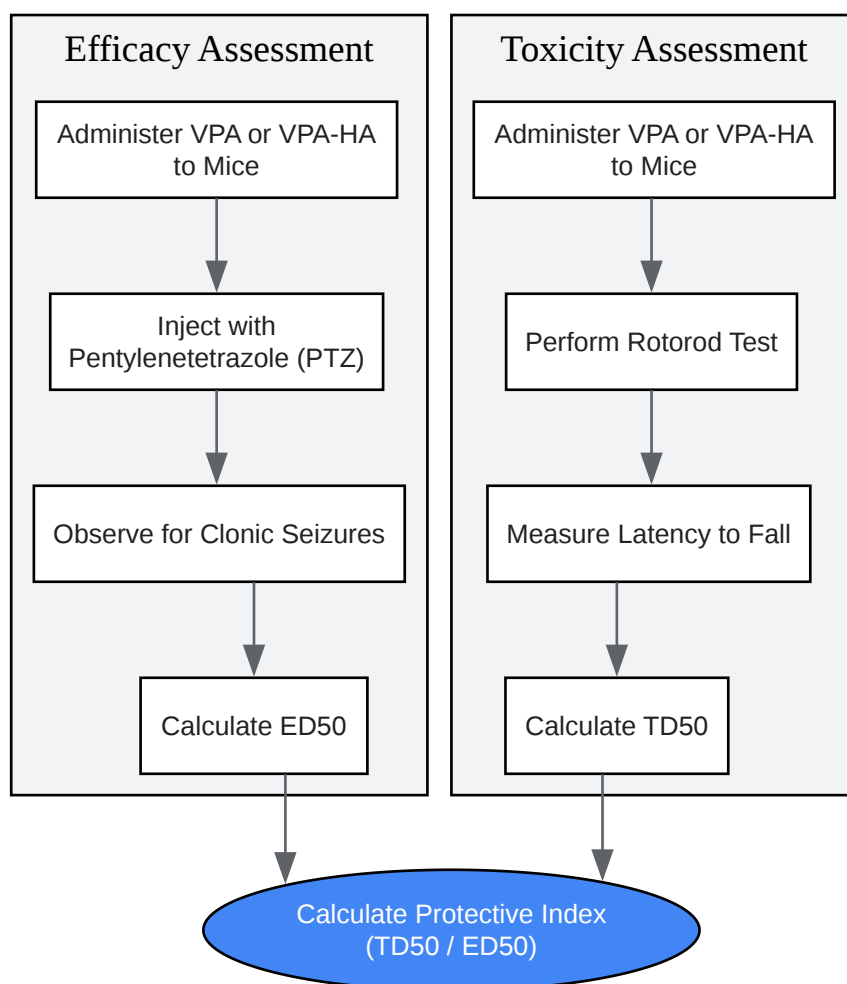 Efficacy Assessment
Administer VPA or VPA-HA
to Mice
Inject with
Pentylenetetrazole (PTZ)
Observe for Clonic Seizures
Calculate ED50
Toxicity Assessment
Administer VPA or VPA-HA
to Mice
Perform Rotorod Test
Measure Latency to Fall
Calculate TD50
Calculate Protective Index
(TD50 / ED50)